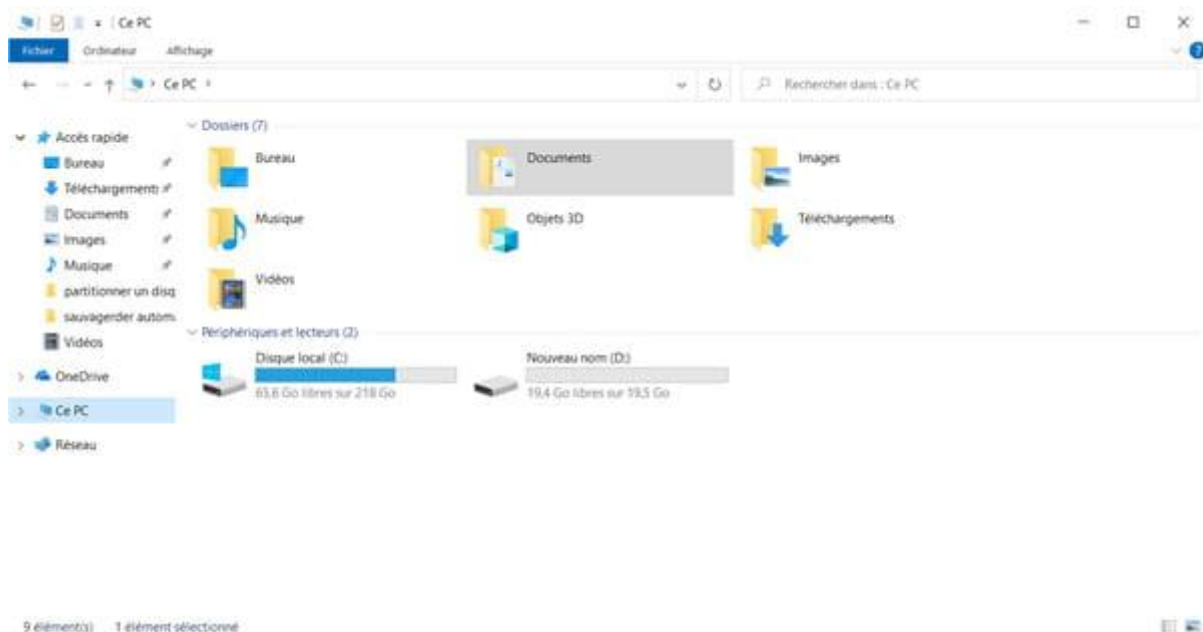 Ce PC
Fichier Ordinateur Affichage
Ce PC
Rechercher dans : Ce PC
Accès rapide
Bureau
Téléchargements
Documents
Images
Musique
partitionner un disq
sauvagerder autom
Vidéos
OneDrive
Ce PC
Réseau
Dossiers (7)
Bureau
Documents
Images
Musique
Objets 3D
Téléchargements
Vidéos
Périphériques et lecteurs (2)
Disque local (C:)
63,6 Go libres sur 218 Go
Nouveau nom (D:)
19,4 Go libres sur 19,5 Go
9 élément(s) 1 élément sélectionné